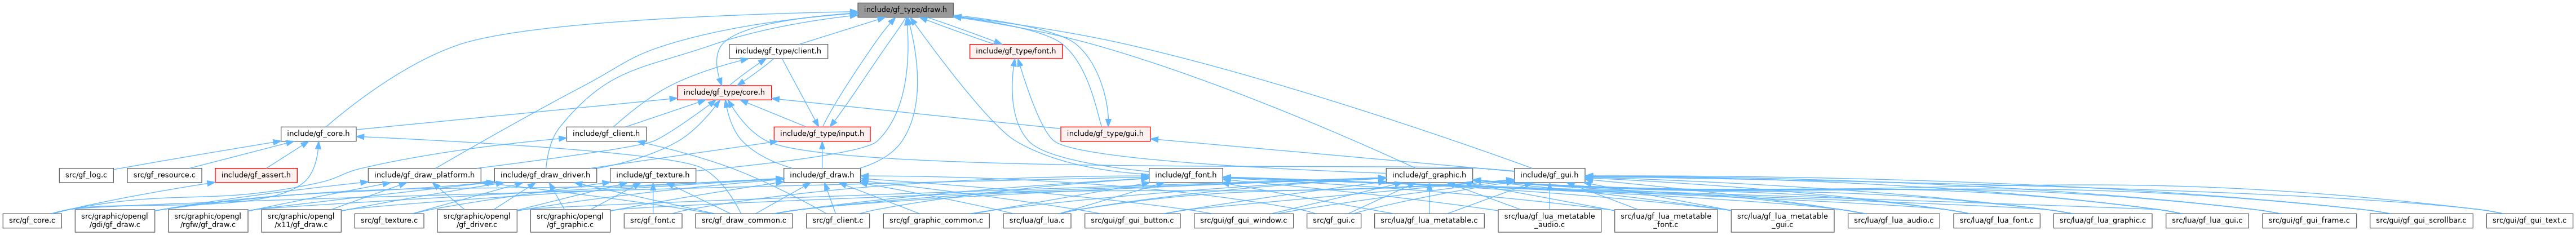 include/gf_type/draw.h
include/gf_type/client.h
include/gf_type/font.h
include/gf_type/core.h
include/gf_core.h
include/gf_client.h
include/gf_type/input.h
include/gf_type/gui.h
src/gf_log.c
src/gf_resource.c
include/gf_assert.h
include/gf_draw_platform.h
include/gf_draw_driver.h
include/gf_texture.h
include/gf_draw.h
include/gf_font.h
include/gf_graphic.h
include/gf_gui.h
src/gf_core.c
src/graphic/opengl
/gdi/gf_draw.c
src/graphic/opengl
/rgfw/gf_draw.c
src/graphic/opengl
/x11/gf_draw.c
src/gf_texture.c
src/graphic/opengl
/gf_driver.c
src/graphic/opengl
/gf_graphic.c
src/gf_font.c
src/gf_draw_common.c
src/gf_client.c
src/gf_graphic_common.c
src/lua/gf_lua.c
src/gui/gf_gui_button.c
src/gui/gf_gui_window.c
src/gf_gui.c
src/lua/gf_lua_metatable.c
src/lua/gf_lua_metatable
_audio.c
src/lua/gf_lua_metatable
_font.c
src/lua/gf_lua_metatable
_gui.c
src/lua/gf_lua_audio.c
src/lua/gf_lua_font.c
src/lua/gf_lua_graphic.c
src/lua/gf_lua_gui.c
src/gui/gf_gui_frame.c
src/gui/gf_gui_scrollbar.c
src/gui/gf_gui_text.c